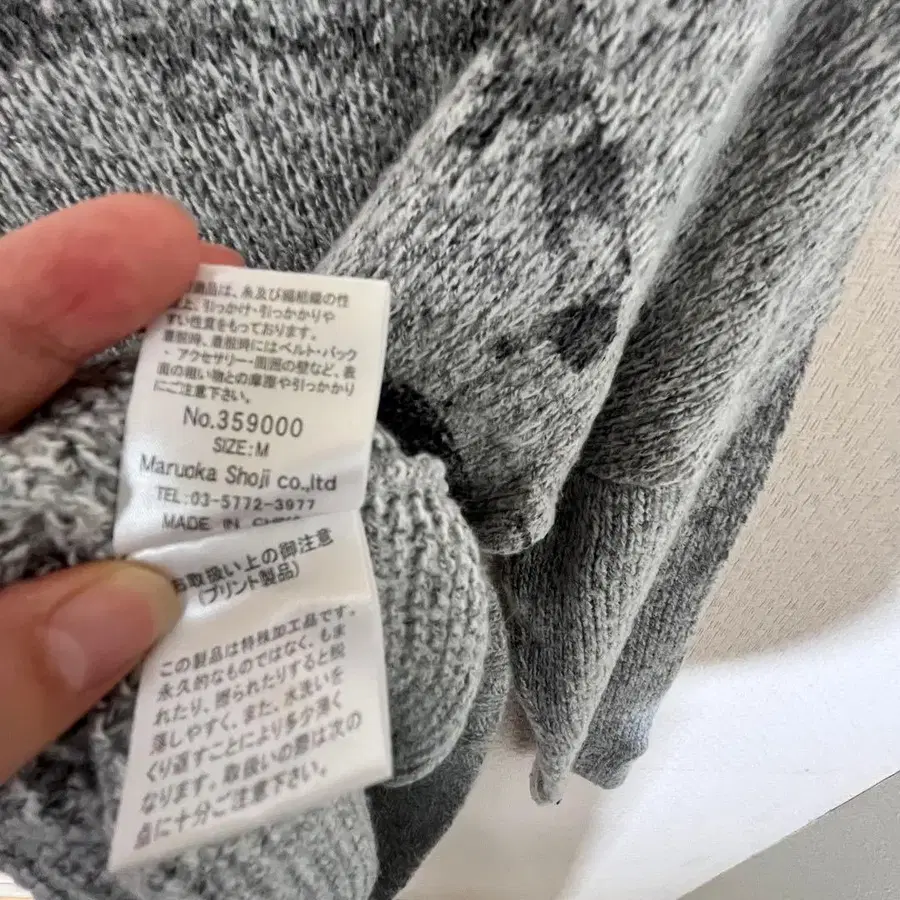 商品は、糸及び編組織の性
上、引っかけ・引っかかりや
すい性質をもっております。
着用時、着脱時にはベルト・バック
、アクセサリー・周囲の壁など、表
面の粗い物との摩擦や引っかかり
にご注意下さい。
No.359000
SIZE:M
Maruoka Shoji co.,ltd
TEL:03-5772-3977
MADE IN
お取扱い上の御注意
(プリント製品)
この製品は特殊加工品です。
永久的なものではなく、もま
れたり、擦られたりすると脱
落しやすく、また、水洗いを
くり返すことにより多少薄く
なります。取扱いの際は次の
点に十分ご注意下さい。